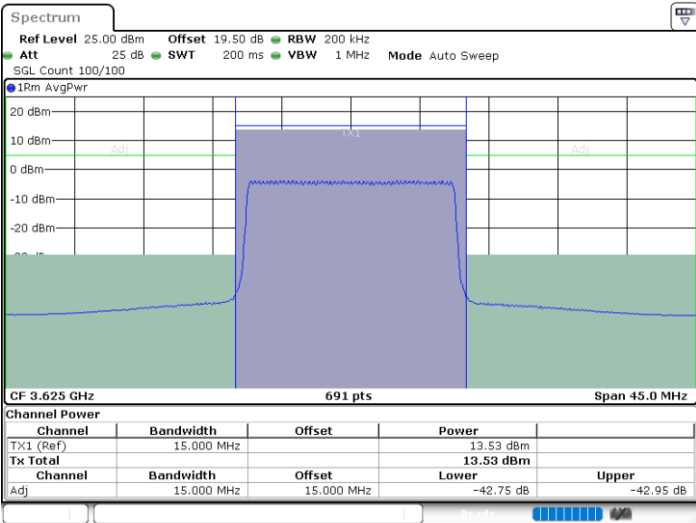 Spectrum
Ref Level 25.00 dBm Offset 19.50 dB RBW 200 kHz
Att 25 dB SWT 200 ms VBW 1 MHz Mode Auto Sweep
SGL Count 100/100
1Rm AvgPwr
20 dBm
TX1
10 dBm
Adj Adj
0 dBm
-10 dBm
-20 dBm
CF 3.625 GHz 691 pts Span 45.0 MHz
Channel Power
Channel Bandwidth Offset Power
TX1 (Ref) 15.000 MHz 13.53 dBm
Tx Total 13.53 dBm
Channel Bandwidth Offset Lower Upper
Adj 15.000 MHz 15.000 MHz -42.75 dB -42.95 dB
Ready